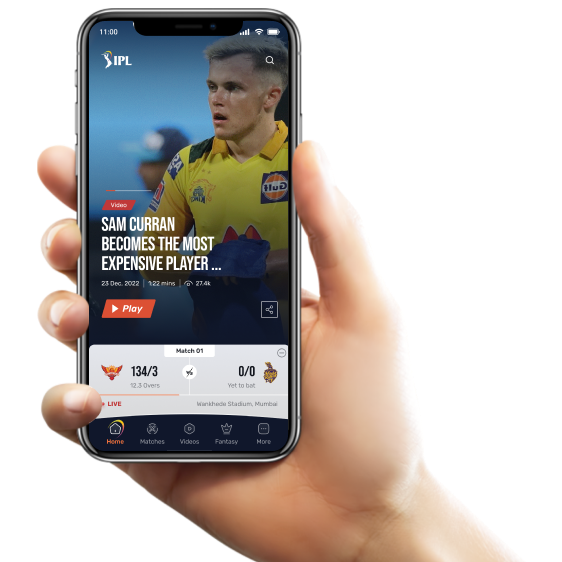 11:00
IPL
Gulf
Video
SAM CURRAN
BECOMES THE MOST
EXPENSIVE PLAYER ...
23 Dec, 2022 | 1:22 mins | 27.4k
Play
Match 01
134/3
VS
0/0
12.3 Overs
Yet to bat
LIVE
Wankhede Stadium, Mumbai
Home
Matches
Videos
Fantasy
More